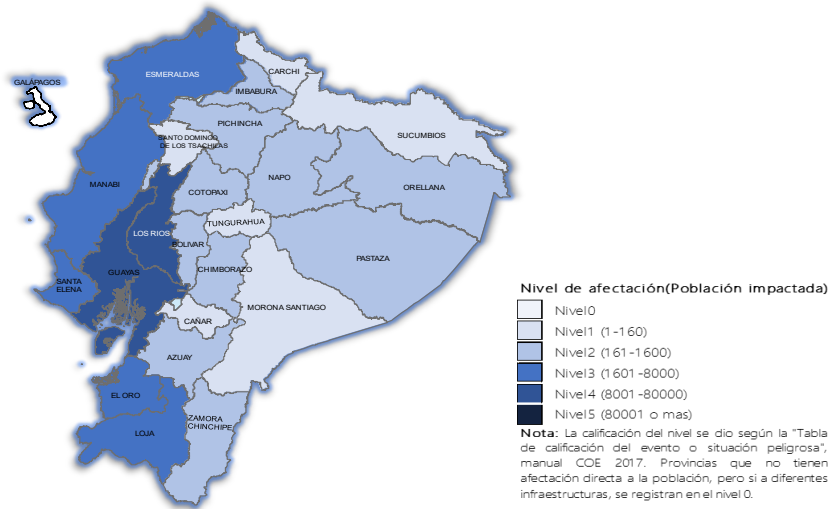 ESMERALDAS
CARCHI
GALÁPAGOS
IMBABURA
PICHINCHA
SUCUMBIOS
SANTO DOMINGO
DE LOS TSACHILAS
NAPO
MANABI
COTOPAXI
ORELLANA
TUNGURAHUA
LOS RIOS
BOLIVAR
PASTAZA
GUAYAS
CHIMBORAZO
SANTA
ELENA
MORONA SANTIAGO
CAÑAR
AZUAY
EL ORO
ZAMORA
CHINCHIPE
LOJA
Nivel de afectación(Población impactada)
Nivel0
Nivel1 (1-160)
Nivel2 (161-1600)
Nivel3 (1601-8000)
Nivel4 (8001-80000)
Nivel5 (80001 o mas)
Nota: La calificación del nivel se dio según la "Tabla
de calificación del evento o situación peligrosa",
manual COE 2017. Provincias que no tienen
afectación directa a la población, pero si a diferentes
infraestructuras, se registran en el nivel 0.